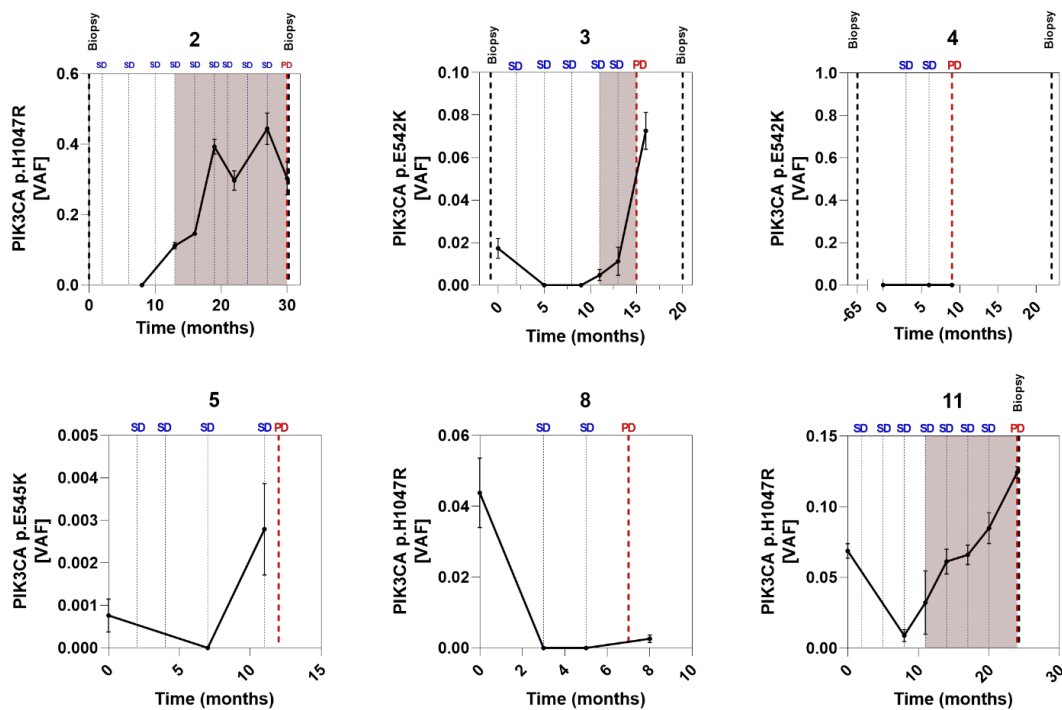 Biopsy
2
Biopsy
SD SD SD SD SD SD SD SD SD PD
PIK3CA p.H1047R
[VAF]
0.6
0.4
0.2
0.0
0 10 20 30
Time (months)
Biopsy
3
Biopsy
SD SD SD SD SD PD
PIK3CA p.E542K
[VAF]
0.10
0.08
0.06
0.04
0.02
0.00
0 5 10 15 20
Time (months)
Biopsy
4
Biopsy
SD SD PD
PIK3CA p.E542K
[VAF]
1.0
0.8
0.6
0.4
0.2
0.0
-65 0 5 10 15 20
Time (months)
5
SD SD SD SD PD
PIK3CA p.E545K
[VAF]
0.005
0.004
0.003
0.002
0.001
0.000
0 5 10 15
Time (months)
8
SD SD PD
PIK3CA p.H1047R
[VAF]
0.06
0.04
0.02
0.00
0 2 4 6 8 10
Time (months)
11
Biopsy
SD SD SD SD SD SD SD PD
PIK3CA p.H1047R
[VAF]
0.15
0.10
0.05
0.00
0 10 20 30
Time (months)